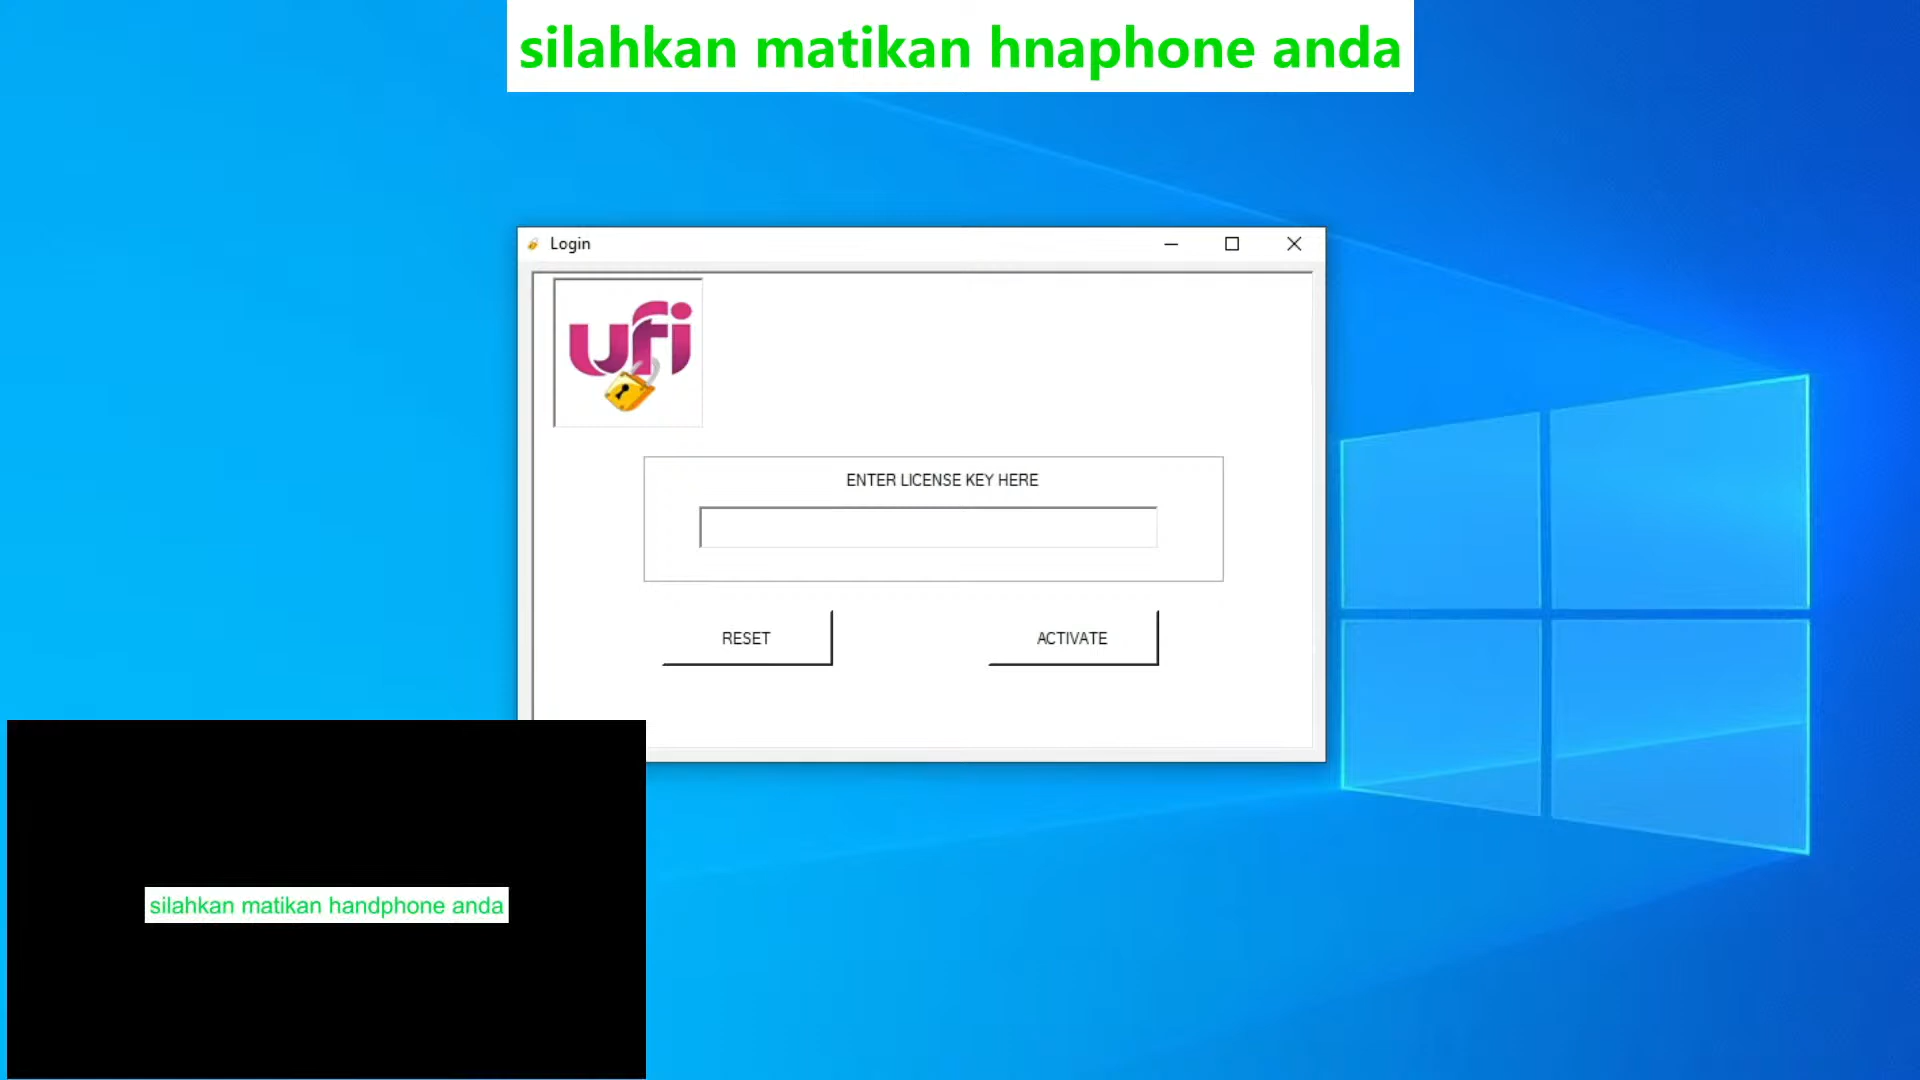 silahkan matikan hnaphone anda
Login
ufi
ENTER LICENSE KEY HERE
RESET
ACTIVATE
silahkan matikan handphone anda